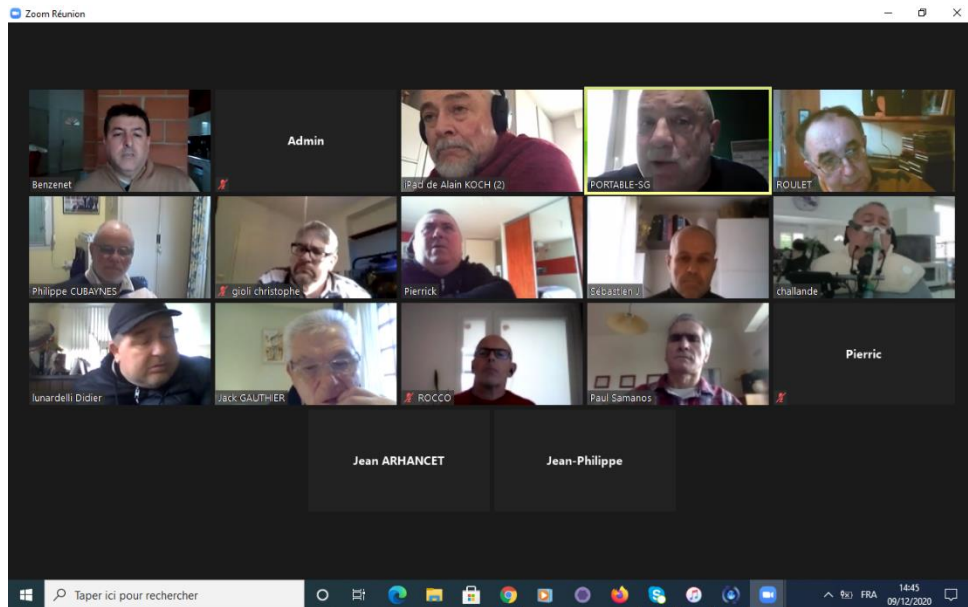 Zoom Réunion
Benzenet
Admin
iPad de Alain KOCH (2)
PORTABLE-SG
ROULET
Philippe CUBAYNES
gioli christophe
Pierrick
Sébastien J
challande
lunardelli Didier
Jack GAUTHIER
ROCCO
Paul Samanos
Pierric
Jean ARHANCET
Jean-Philippe
Taper ici pour rechercher
FRA
14:45
09/12/2020